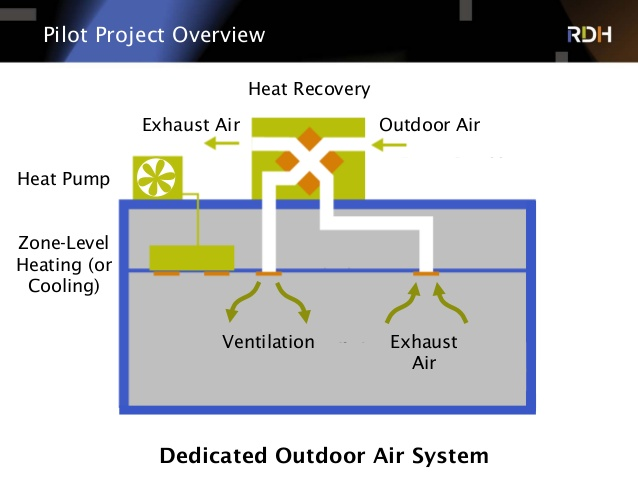 Pilot Project Overview
RDH
Heat Recovery
Exhaust Air
Outdoor Air
Heat Pump
Zone-Level
Heating (or
Cooling)
Ventilation
Exhaust
Air
Dedicated Outdoor Air System